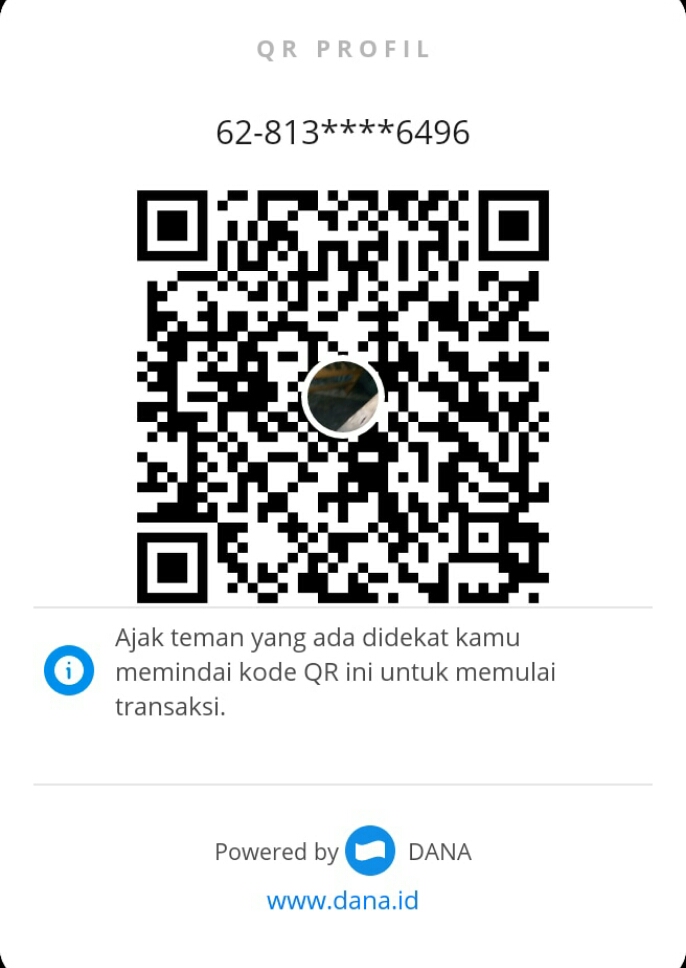 QR PROFIL
62-813****6496
Ajak teman yang ada didekat kamu
memindai kode QR ini untuk memulai
transaksi.
Powered by DANA
www.dana.id